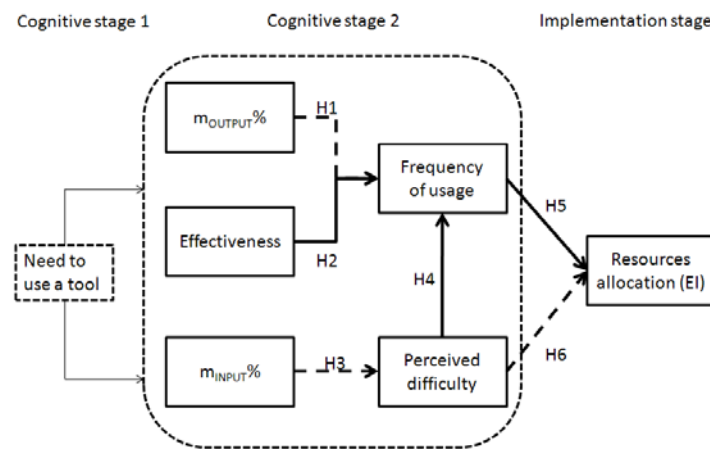 Cognitive stage 1
Cognitive stage 2
Implementation stage
mOUTPUT%
H1
Frequency
of usage
Effectiveness
H2
H5
Need to
use a tool
H4
Resources
allocation (EI)
mINPUT%
H3
Perceived
difficulty
H6